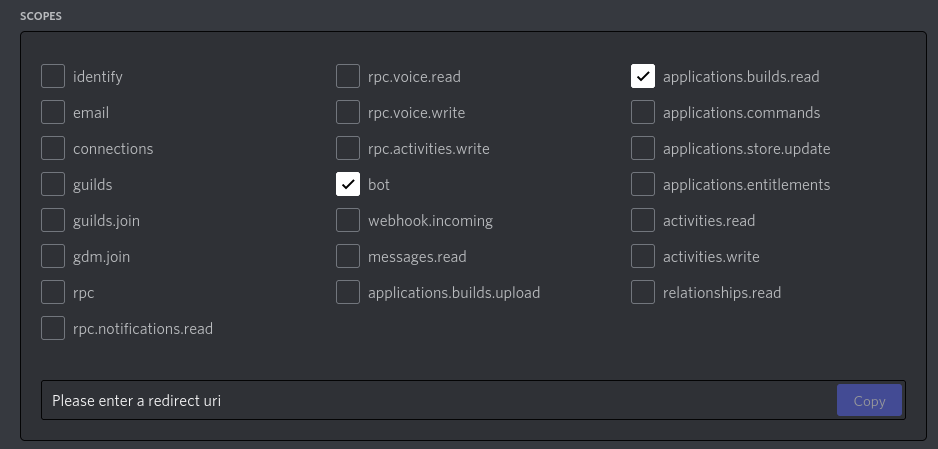 SCOPES
identify
email
connections
guilds
guilds.join
gdm.join
rpc
rpc.notifications.read
rpc.voice.read
rpc.voice.write
rpc.activities.write
bot
webhook.incoming
messages.read
applications.builds.upload
applications.builds.read
applications.commands
applications.store.update
applications.entitlements
activities.read
activities.write
relationships.read
Please enter a redirect uri
Copy